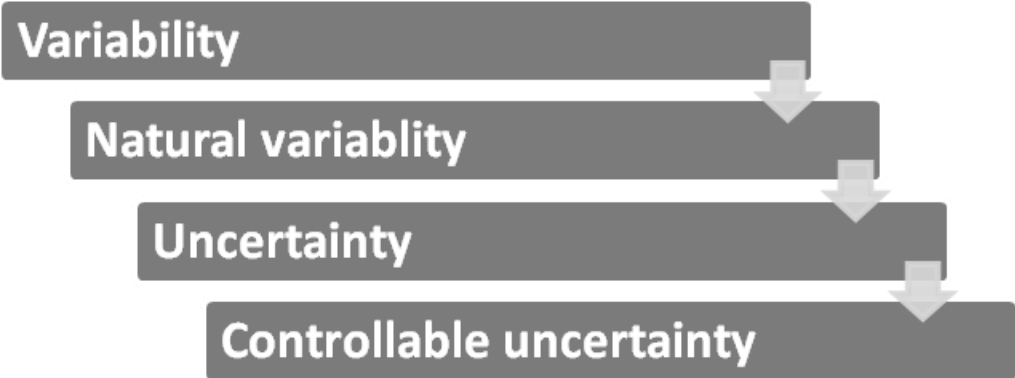 Variability
Natural variablity
Uncertainty
Controllable uncertainty